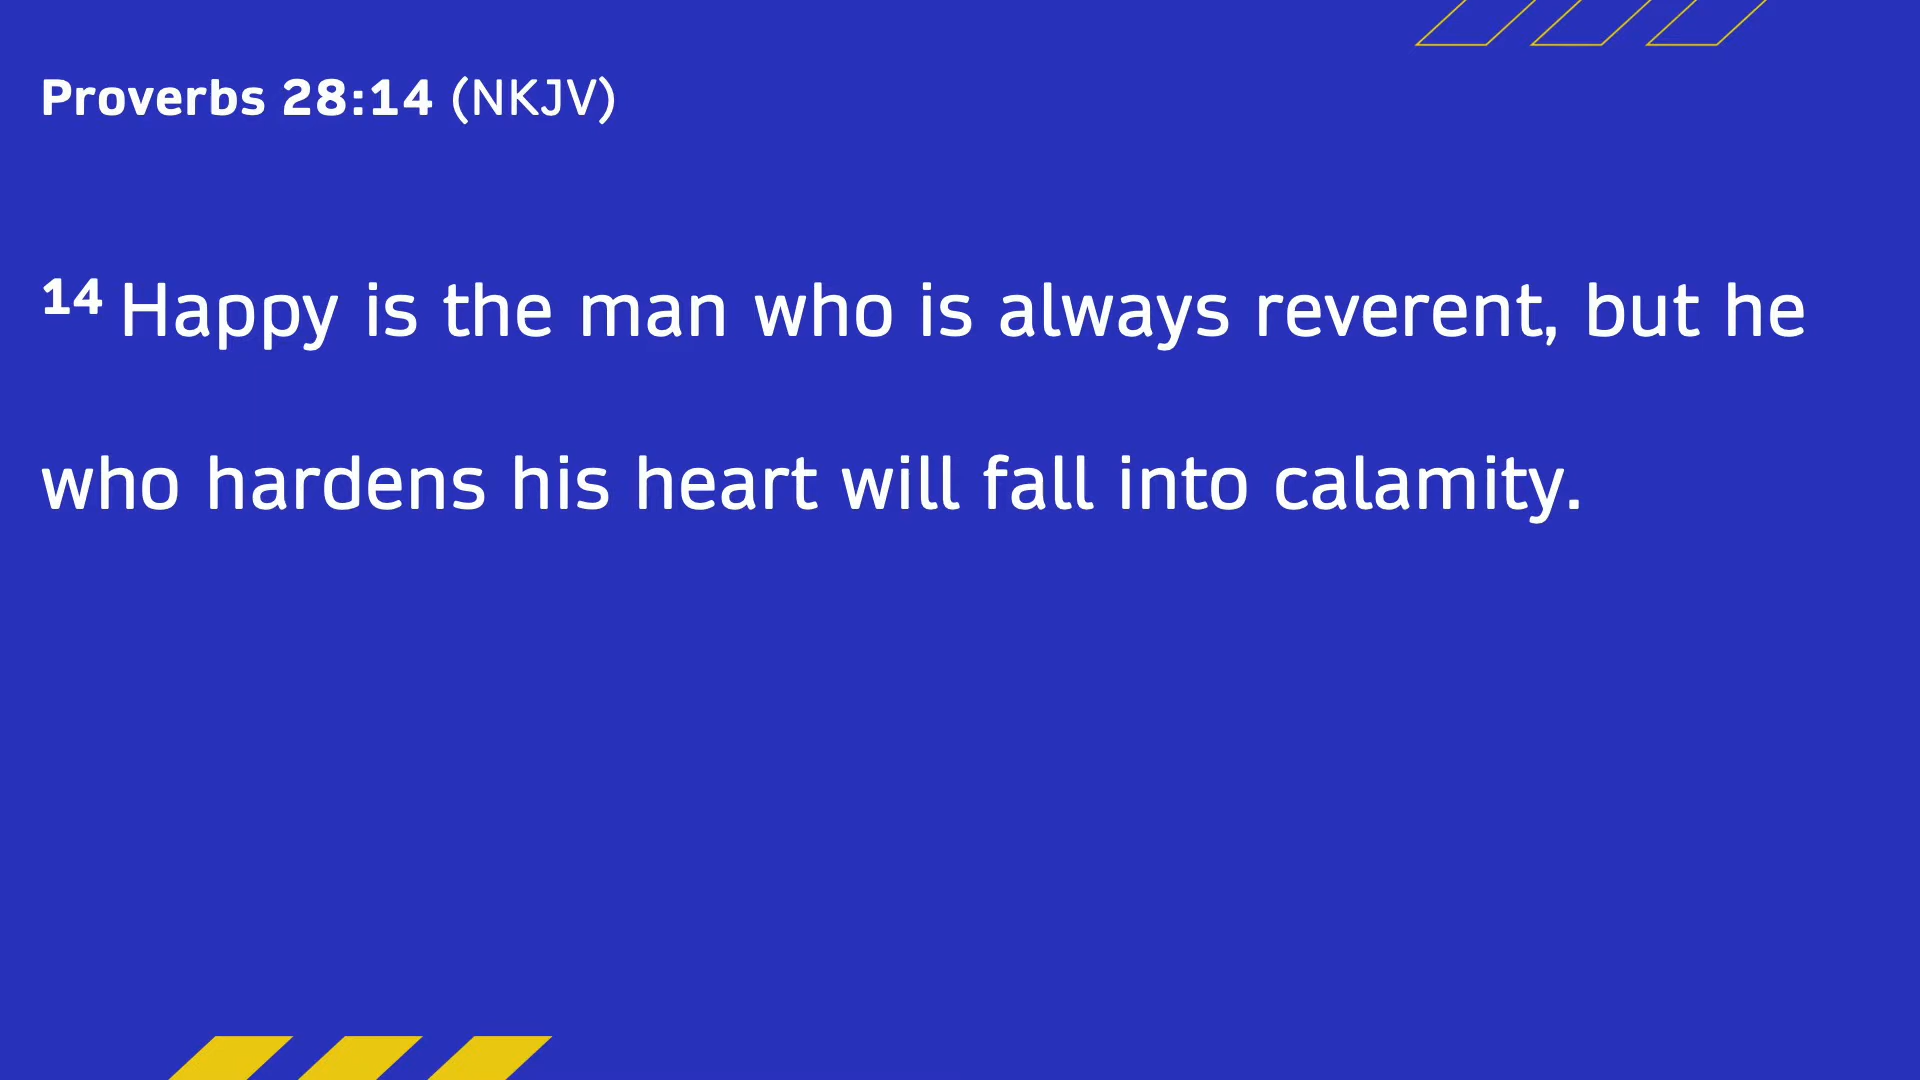 Proverbs 28:14 (NKJV)
14 Happy is the man who is always reverent, but he
who hardens his heart will fall into calamity.